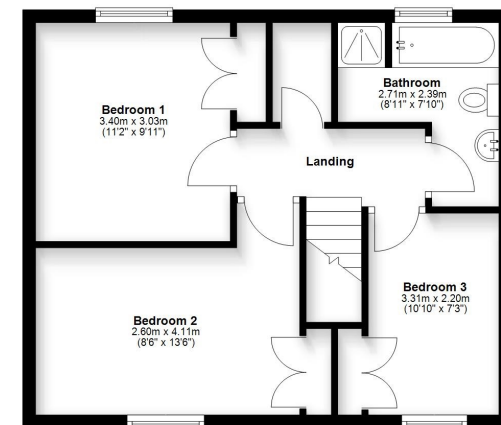 Bedroom 1
3.40m x 3.03m
(11'2" x 9'11")
Bathroom
2.71m x 2.39m
(8'11" x 7'10")
Landing
Bedroom 2
2.60m x 4.11m
(8'6" x 13'6")
Bedroom 3
3.31m x 2.20m
(10'10" x 7'3")